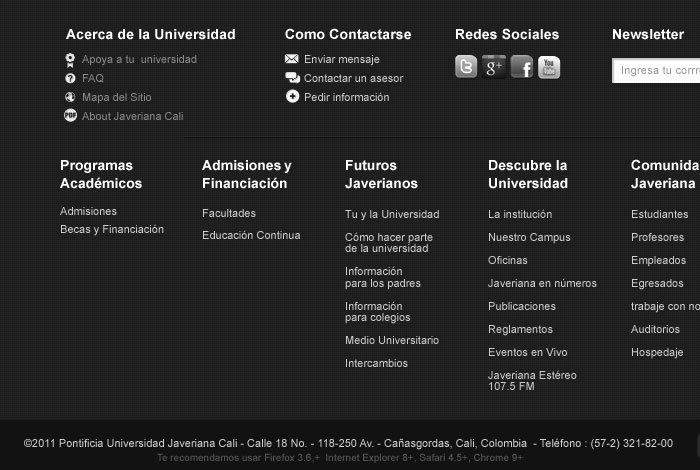 Acerca de la Universidad
Apoya a tu universidad
FAQ
Mapa del Sitio
PDF
About Javeriana Cali
Como Contactarse
Enviar mensaje
Contactar un asesor
Pedir información
Redes Sociales
t g+ f You Tube
Newsletter
Ingresa tu corr
Programas
Académicos
Admisiones
Becas y Financiación
Admisiones y
Financiación
Facultades
Educación Continua
Futuros
Javerianos
Tu y la Universidad
Cómo hacer parte
de la universidad
Información
para los padres
Información
para colegios
Medio Universitario
Intercambios
Descubre la
Universidad
La institución
Nuestro Campus
Oficinas
Javeriana en números
Publicaciones
Reglamentos
Eventos en Vivo
Javeriana Estéreo
107.5 FM
Comunida
Javeriana
Estudiantes
Profesores
Empleados
Egresados
trabaje con no
Auditorios
Hospedaje
©2011 Pontificia Universidad Javeriana Cali - Calle 18 No. - 118-250 Av. - Cañasgordas, Cali, Colombia - Teléfono : (57-2) 321-82-00
Te recomendamos usar Firefox 3.6,+ Internet Explorer 8+, Safari 4.5+, Chrome 9+